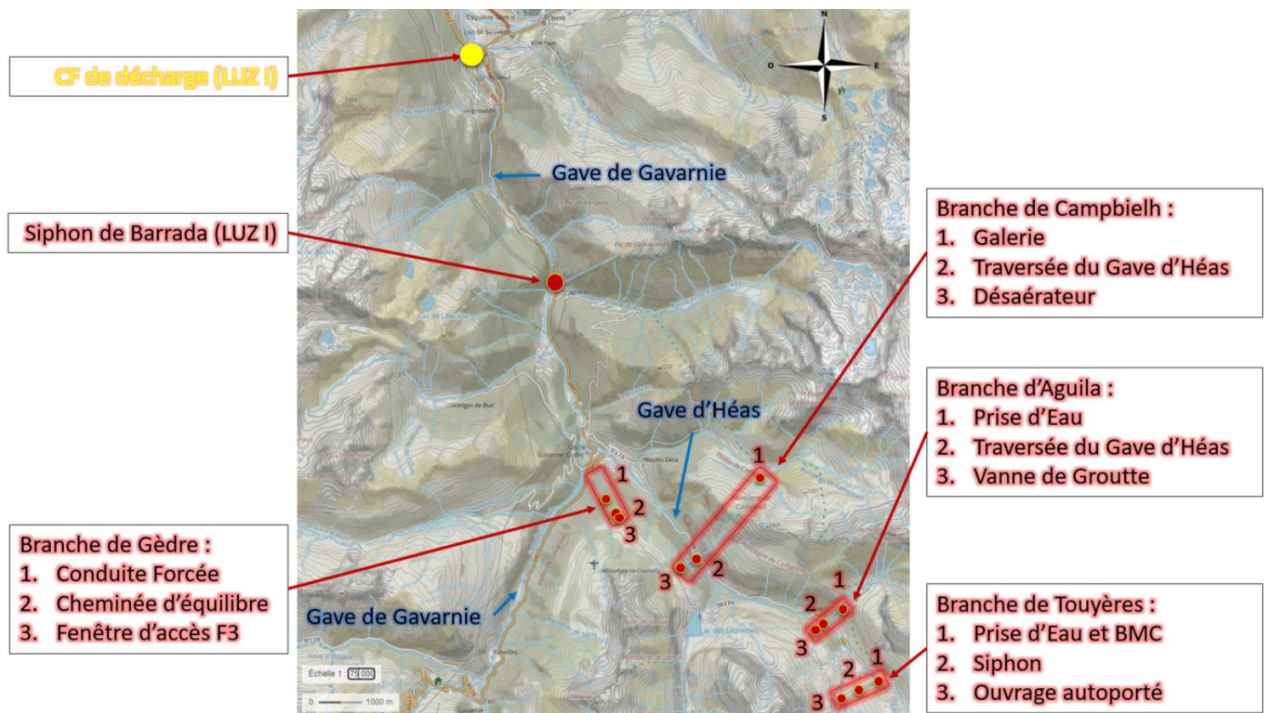 CF de décharge (LUZ I)
N
O
E
S
Gave de Gavarnie
Siphon de Barrada (LUZ I)
Branche de Campbielh :
1. Galerie
2. Traversée du Gave d'Héas
3. Désaérateur
Branche d'Aguila :
1. Prise d'Eau
2. Traversée du Gave d'Héas
3. Vanne de Groutte
Gave d'Héas
1
1
2
3
2
3
1
2
3
1
2
3
Branche de Gèdre :
1. Conduite Forcée
2. Cheminée d'équilibre
3. Fenêtre d'accès F3
Gave de Gavarnie
Branche de Touyères :
1. Prise d'Eau et BMC
2. Siphon
3. Ouvrage autoporté
Échelle 1 : 75 000
0 1000 m